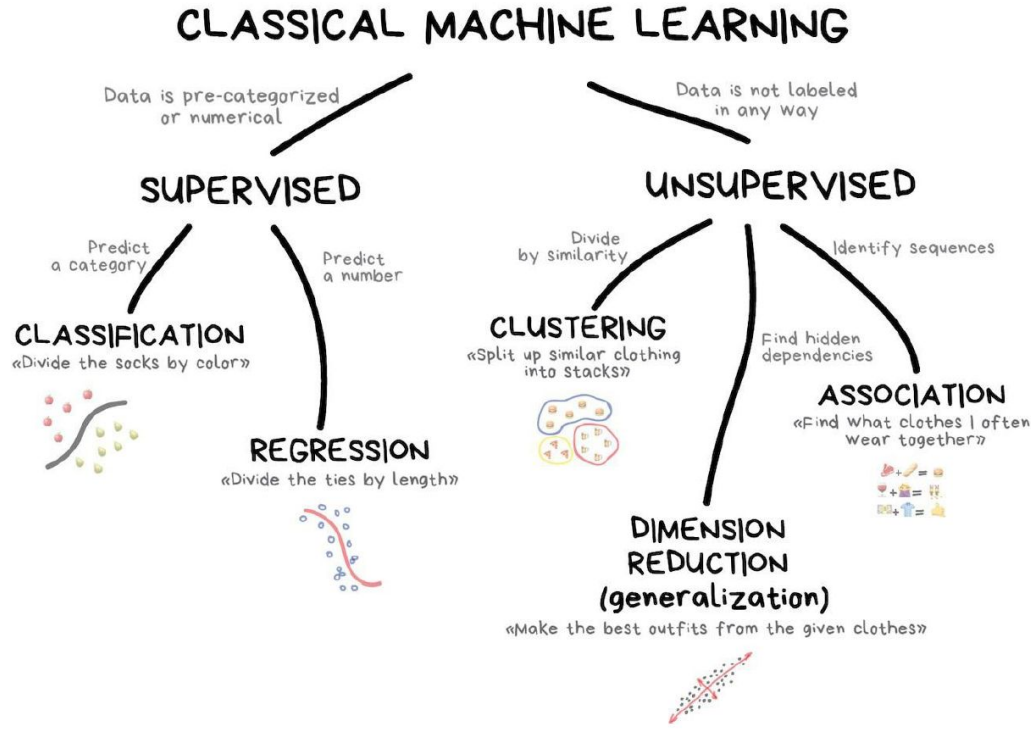 CLASSICAL MACHINE LEARNING
Data is pre-categorized
or numerical
Data is not labeled
in any way
SUPERVISED
UNSUPERVISED
Predict
a category
Predict
a number
Divide
by similarity
Identify sequences
CLASSIFICATION
«Divide the socks by color»
CLUSTERING
«Split up similar clothing
into stacks»
Find hidden
dependencies
ASSOCIATION
«Find what clothes I often
wear together»
REGRESSION
«Divide the ties by length»
+ =
+ =
+ =
DIMENSION
REDUCTION
(generalization)
«Make the best outfits from the given clothes»